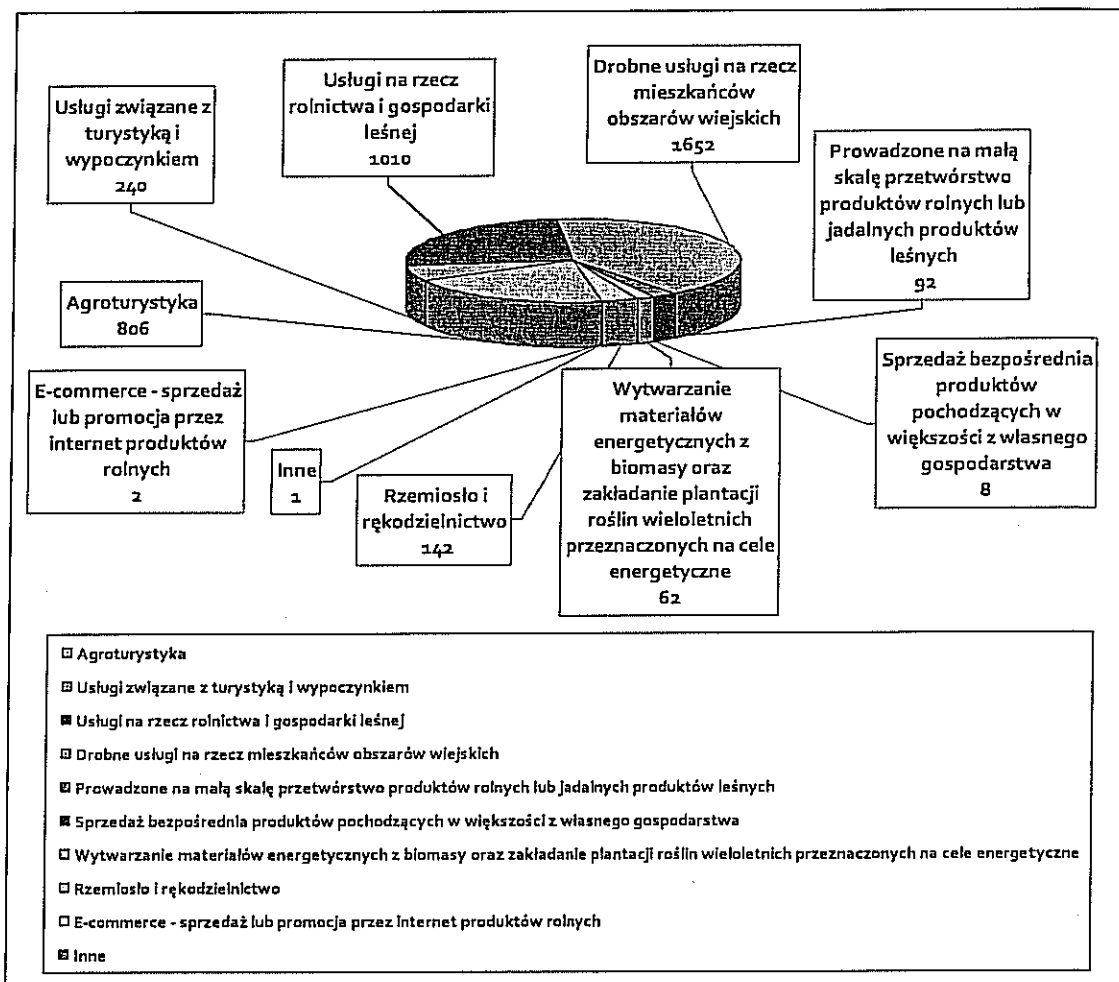 Usługi związane z
turystyką i
wypoczynkiem
240
Usługi na rzecz
rolnictwa i gospodarki
leśnej
1010
Drobne usługi na rzecz
mieszkańców
obszarów wiejskich
1652
Prowadzone na małą
skalę przetwórstwo
produktów rolnych lub
jadalnych produktów
leśnych
92
Agroturystyka
806
E-commerce - sprzedaż
lub promocja przez
internet produktów
rolnych
2
Inne
1
Rzemiosło i
rękodzielnictwo
142
Wytwarzanie
materiałów
energetycznych z
biomasy oraz
zakładanie plantacji
roślin wieloletnich
przeznaczonych na cele
energetyczne
62
Sprzedaż bezpośrednia
produktów
pochodzących w
większości z własnego
gospodarstwa
8
Agroturystyka
Usługi związane z turystyką i wypoczynkiem
Usługi na rzecz rolnictwa i gospodarki leśnej
Drobne usługi na rzecz mieszkańców obszarów wiejskich
Prowadzone na małą skalę przetwórstwo produktów rolnych lub jadalnych produktów leśnych
Sprzedaż bezpośrednia produktów pochodzących w większości z własnego gospodarstwa
Wytwarzanie materiałów energetycznych z biomasy oraz zakładanie plantacji roślin wieloletnich przeznaczonych na cele energetyczne
Rzemiosło i rękodzielnictwo
E-commerce - sprzedaż lub promocja przez internet produktów rolnych
Inne